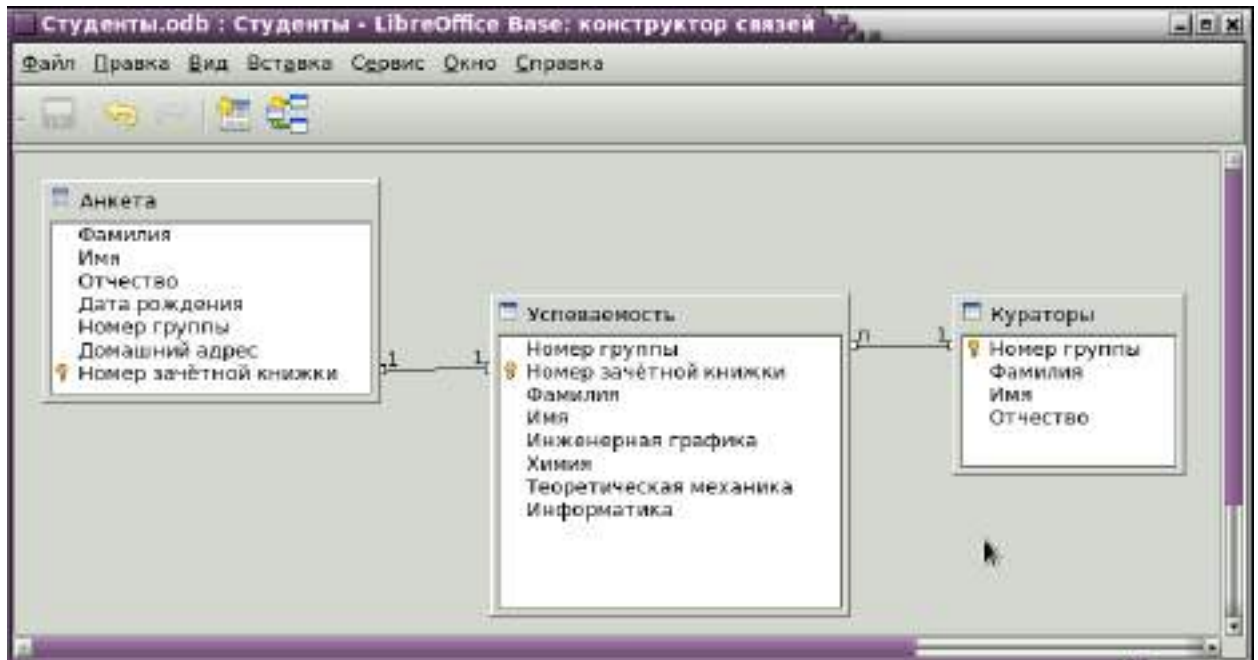 Студенты.odb : Студенты - LibreOffice Base: конструктор связей
Файл Правка Вид Вставка Сервис Окно Справка
Анкета
Фамилия
Имя
Отчество
Дата рождения
Номер группы
Домашний адрес
Номер зачётной книжки
1 1
Успеваемость
Номер группы
Номер зачётной книжки
Фамилия
Имя
Инженерная графика
Химия
Теоретическая механика
Информатика
n 1
Кураторы
Номер группы
Фамилия
Имя
Отчество